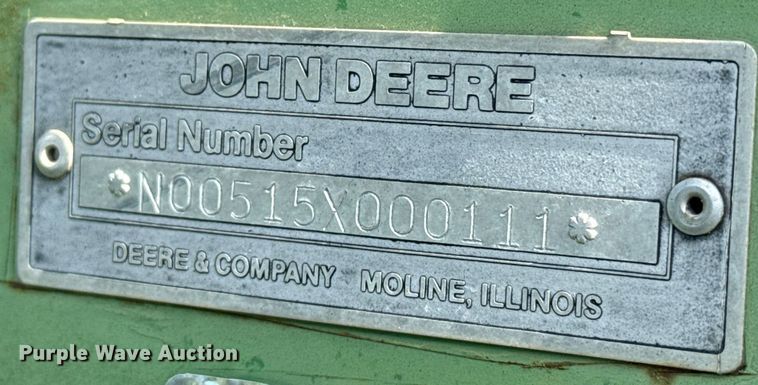 JOHN DEERE
Serial Number
*N00515X000111*
DEERE & COMPANY MOLINE, ILLINOIS
Purple Wave Auction